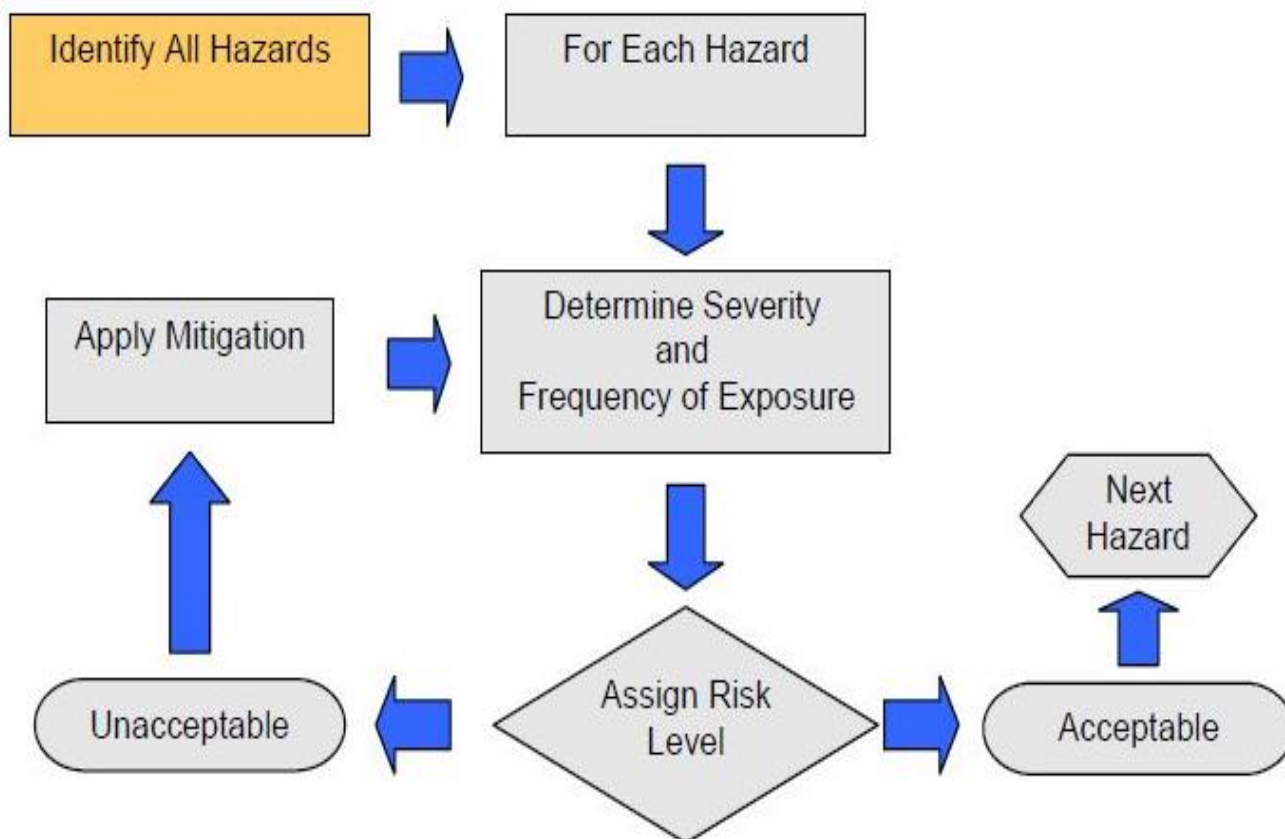 Identify All Hazards
For Each Hazard
Determine Severity
and
Frequency of Exposure
Apply Mitigation
Next
Hazard
Assign Risk
Level
Unacceptable
Acceptable